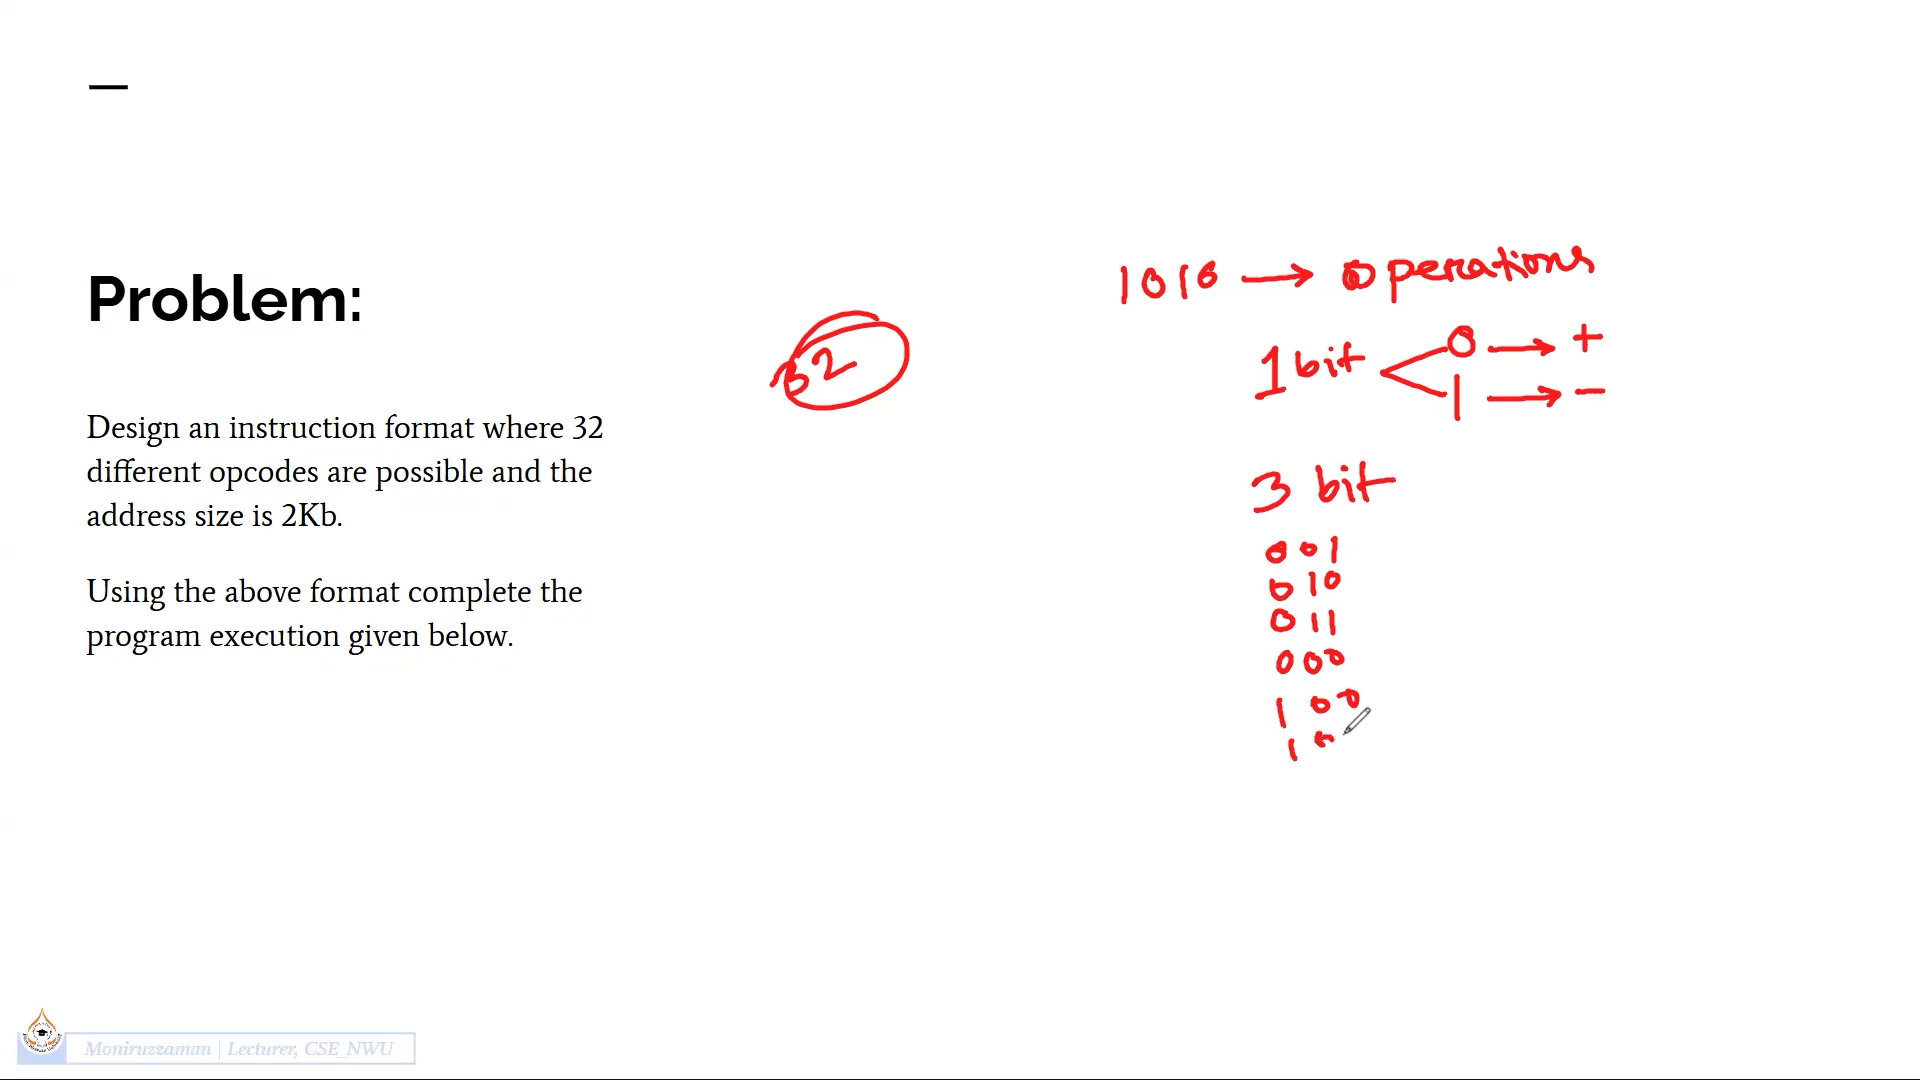 Problem:
Design an instruction format where 32
different opcodes are possible and the
address size is 2Kb.
Using the above format complete the
program execution given below.
32
1010 → operations
1 bit
0 → +
1 → -
3 bit
001
010
011
000
100
10
Moniruzzaman | Lecturer, CSE_NWU